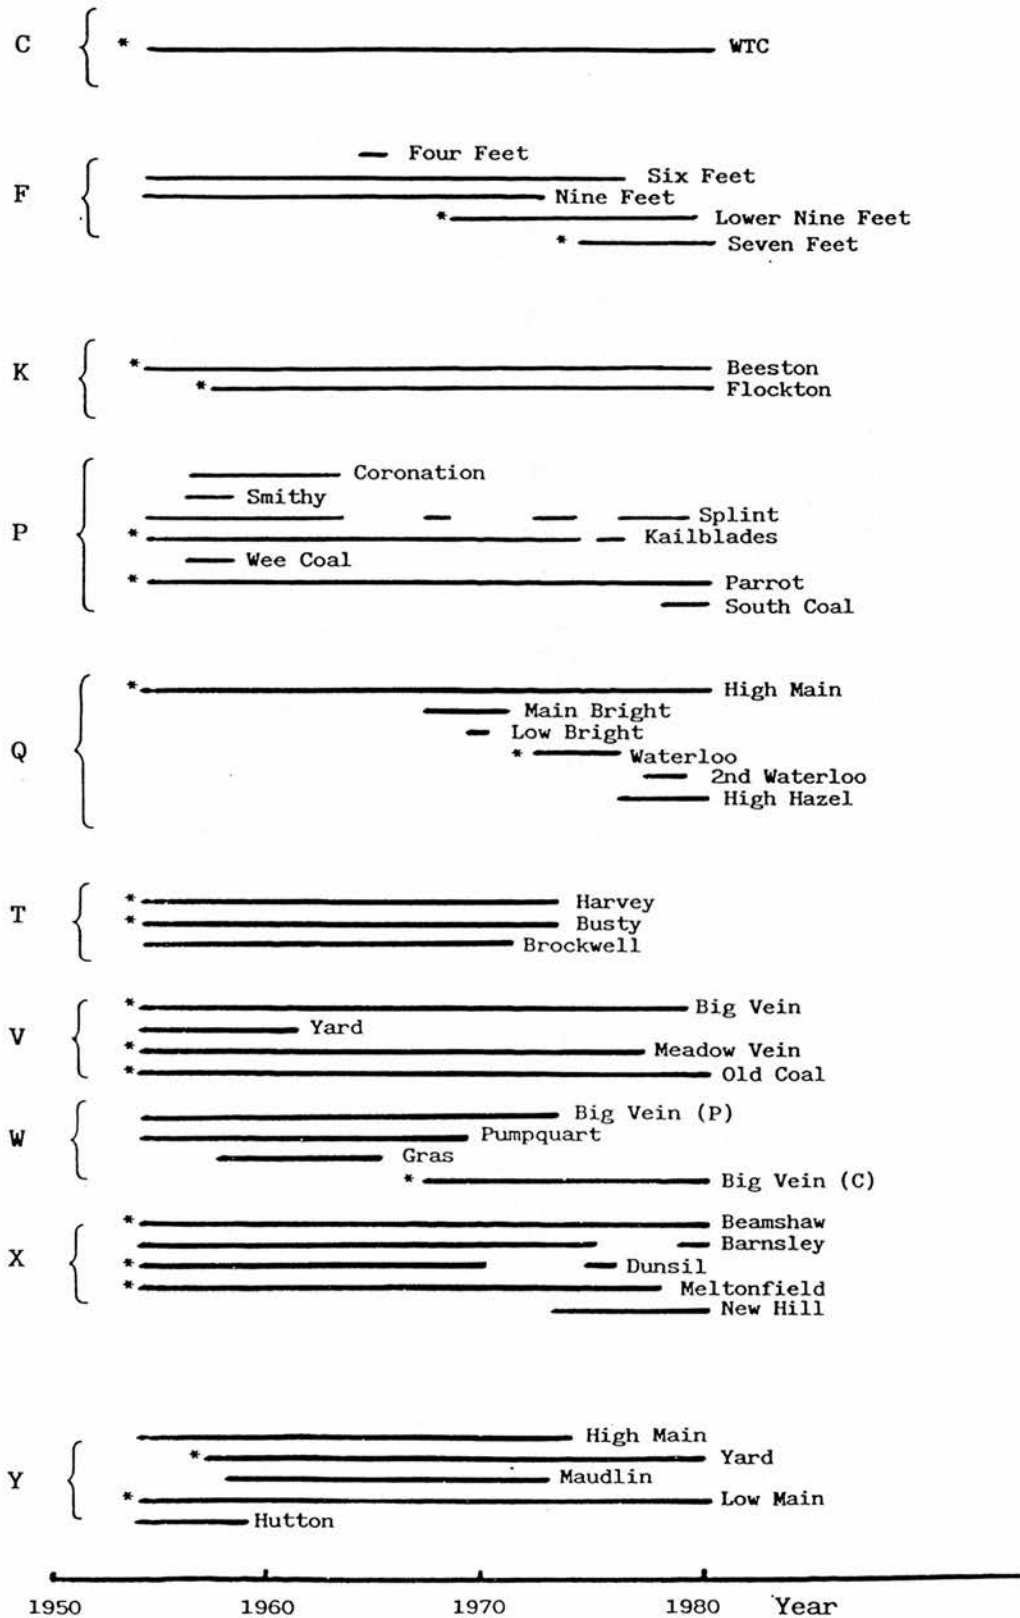 C * WTC
Four Feet
Six Feet
F Nine Feet
* Lower Nine Feet
* Seven Feet
* Beeston
K * Flockton
Coronation
Smithy
Splint
P * Kailblades
Wee Coal
* Parrot
South Coal
* High Main
Main Bright
Low Bright
Q * Waterloo
2nd Waterloo
High Hazel
* Harvey
T * Busty
Brockwell
* Big Vein
V Yard
* Meadow Vein
* Old Coal
Big Vein (P)
W Pumpquart
Gras
* Big Vein (C)
* Beamshaw
Barnsley
X * Dunsil
* Meltonfield
New Hill
High Main
* Yard
Y Maudlin
* Low Main
Hutton
1950 1960 1970 1980 Year